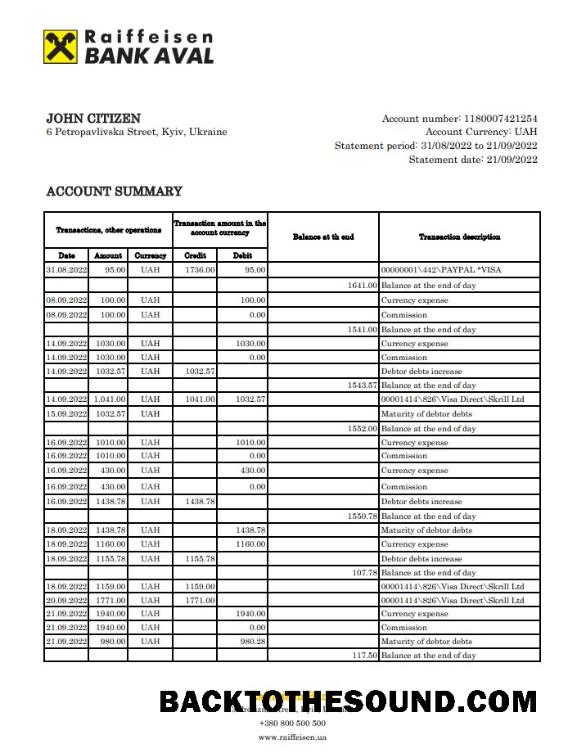 Raiffeisen
BANK AVAL
JOHN CITIZEN
6 Petropavlivska Street, Kyiv, Ukraine
Account number: 1180007421254
Account Currency: UAH
Statement period: 31/08/2022 to 21/09/2022
Statement date: 21/09/2022
ACCOUNT SUMMARY
Transactions, other operations Transaction amount in the account currency Balance at th end Transaction description
Date Amount Currency Credit Debit
31.08.2022 95.00 UAH 1736.00 95.00 00000001\442\PAYPAL *VISA
1641.00 Balance at the end of day
08.09.2022 100.00 UAH 100.00 Currency expense
08.09.2022 100.00 UAH 0.00 Commission
1541.00 Balance at the end of day
14.09.2022 1030.00 UAH 1030.00 Currency expense
14.09.2022 1030.00 UAH 0.00 Commission
14.09.2022 1032.57 UAH 1032.57 Debtor debts increase
1543.57 Balance at the end of day
14.09.2022 1,041.00 UAH 1041.00 1032.57 00001414\826\Visa Direct\Skrill Ltd
15.09.2022 1032.57 UAH Maturity of debtor debts
1552.00 Balance at the end of day
16.09.2022 1010.00 UAH 1010.00 Currency expense
16.09.2022 1010.00 UAH 0.00 Commission
16.09.2022 430.00 UAH 430.00 Currency expense
16.09.2022 430.00 UAH 0.00 Commission
16.09.2022 1438.78 UAH 1438.78 Debtor debts increase
1550.78 Balance at the end of day
18.09.2022 1438.78 UAH 1438.78 Maturity of debtor debts
18.09.2022 1160.00 UAH 1160.00 Currency expense
18.09.2022 1155.78 UAH 1155.78 Debtor debts increase
107.78 Balance at the end of day
18.09.2022 1159.00 UAH 1159.00 00001414\826\Visa Direct\Skrill Ltd
20.09.2022 1771.00 UAH 1771.00 00001414\826\Visa Direct\Skrill Ltd
21.09.2022 1940.00 UAH 1940.00 Currency expense
21.09.2022 1940.00 UAH 0.00 Commission
21.09.2022 980.00 UAH 980.28 Maturity of debtor debts
117.50 Balance at the end of day
BACKTOTHESOUND.COM
+380 800 500 500
www.raiffeisen.ua